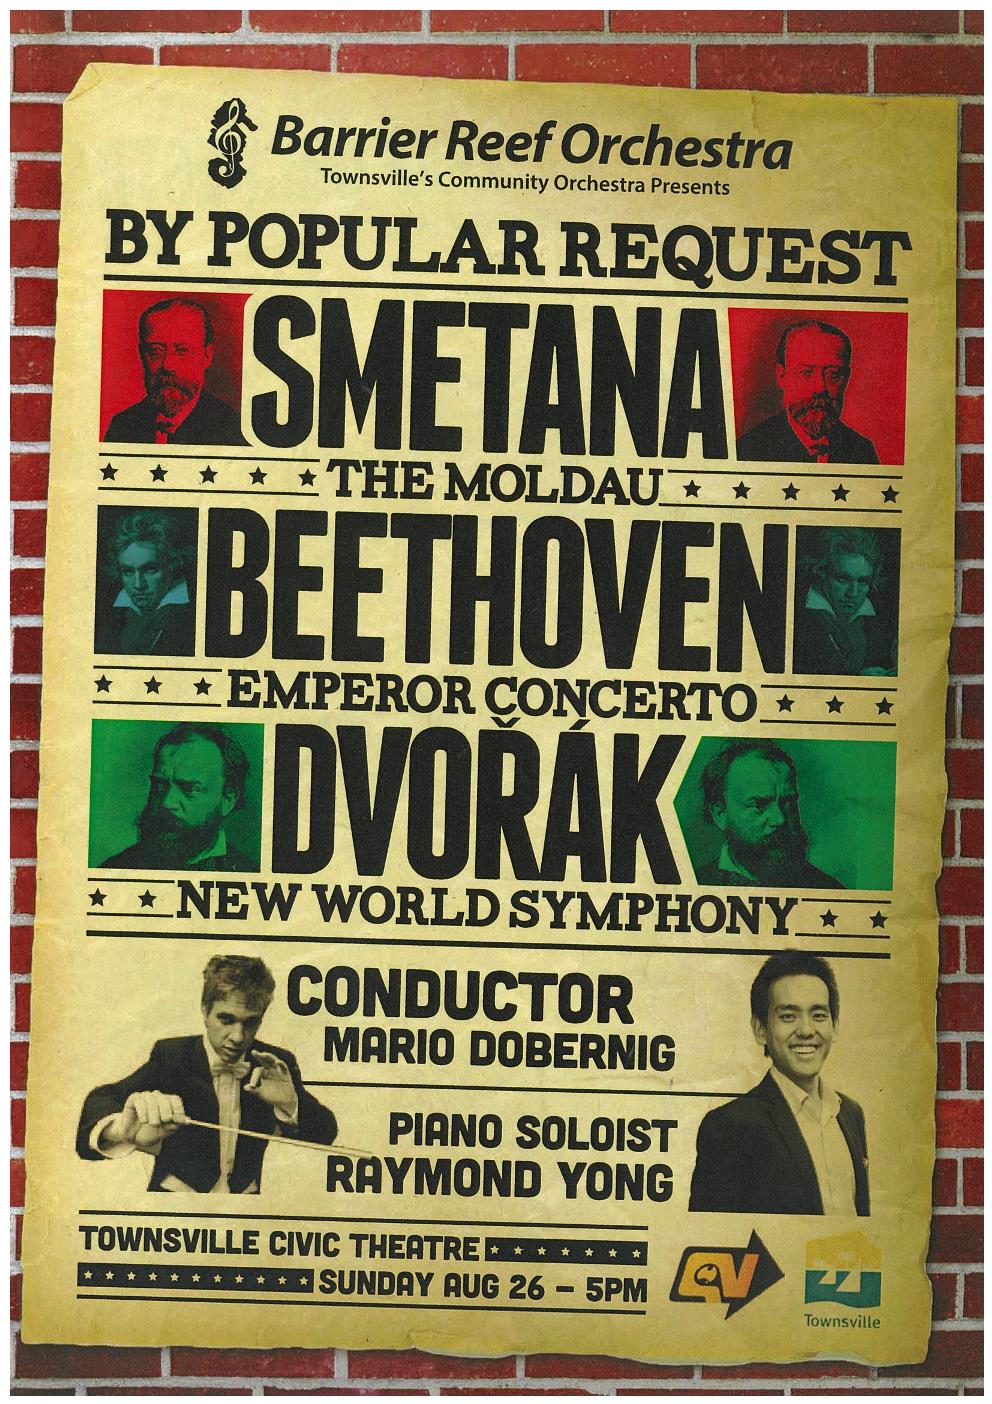 Barrier Reef Orchestra
Townsville's Community Orchestra Presents
BY POPULAR REQUEST
SMETANA
THE MOLDAU
BEETHOVEN
EMPEROR CONCERTO
DVOŘÁK
NEW WORLD SYMPHONY
CONDUCTOR
MARIO DOBERNIG
PIANO SOLOIST
RAYMOND YONG
TOWNSVILLE CIVIC THEATRE
SUNDAY AUG 26 – 5PM
QV
Townsville